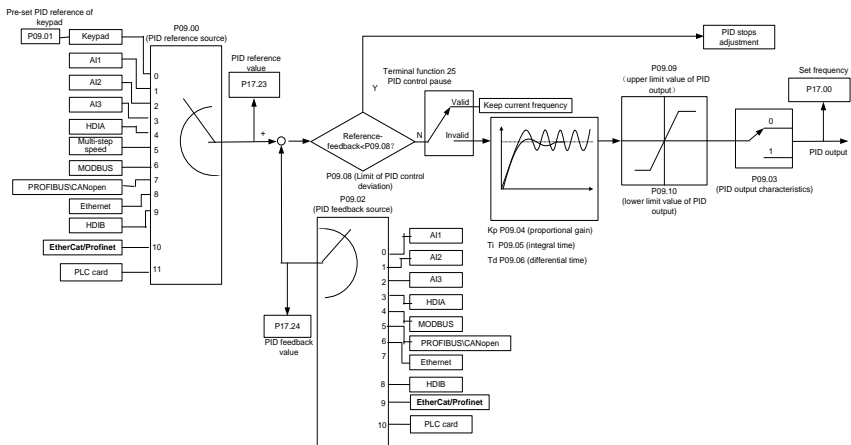 Pre-set PID reference of
keypad
P09.01
Keypad
AI1
AI2
AI3
HDIA
Multi-step
speed
MODBUS
PROFIBUS\CANopen
Ethernet
HDIB
EtherCat/Profinet
PLC card
P09.00
(PID reference source)
0
1
2
3
4
5
6
7
8
9
10
11
PID reference
value
P17.23
+
-
P17.24
PID feedback
value
Y
Reference-
feedback<P09.08?
N
P09.08 (Limit of PID control
deviation)
P09.02
(PID feedback source)
0
1
2
3
4
5
6
7
8
9
10
AI1
AI2
AI3
HDIA
MODBUS
PROFIBUS\CANopen
Ethernet
HDIB
EtherCat/Profinet
PLC card
Terminal function 25
PID control pause
Valid
Invalid
Keep current frequency
PID stops
adjustment
Kp P09.04 (proportional gain)
Ti P09.05 (integral time)
Td P09.06 (differential time)
P09.09
(upper limit value of PID
output)
P09.10
(lower limit value of PID
output)
0
1
P09.03
(PID output characteristics)
Set frequency
P17.00
PID output